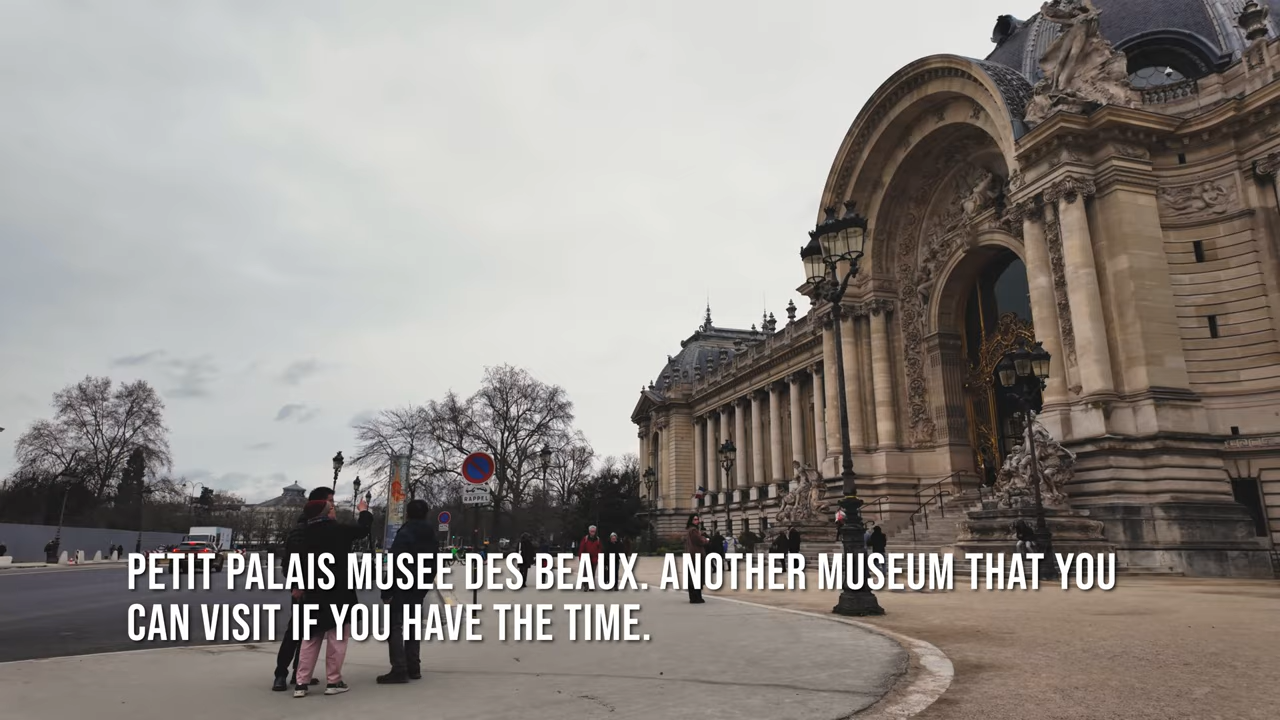 RAPPEL
PETIT PALAIS MUSEE DES BEAUX. ANOTHER MUSEUM THAT YOU
CAN VISIT IF YOU HAVE THE TIME.